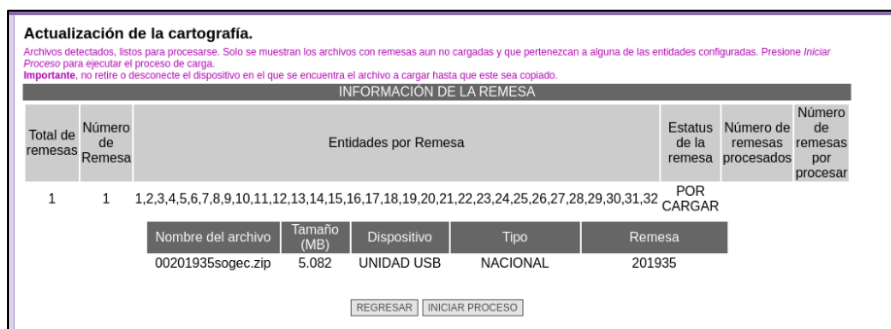 Actualización de la cartografía.
Archivos detectados, listos para procesarse. Solo se muestran los archivos con remesas aun no cargadas y que pertenezcan a alguna de las entidades configuradas. Presione Iniciar
Proceso para ejecutar el proceso de carga.
Importante, no retire o desconecte el dispositivo en el que se encuentra el archivo a cargar hasta que este sea copiado.
INFORMACIÓN DE LA REMESA
Total de remesas Número de Remesa Entidades por Remesa Estatus de la remesa Número de remesas procesados Número de remesas por procesar
1 1 1,2,3,4,5,6,7,8,9,10,11,12,13,14,15,16,17,18,19,20,21,22,23,24,25,26,27,28,29,30,31,32 POR CARGAR
Nombre del archivo Tamaño (MB) Dispositivo Tipo Remesa
00201935sogec.zip 5.082 UNIDAD USB NACIONAL 201935
REGRESAR INICIAR PROCESO